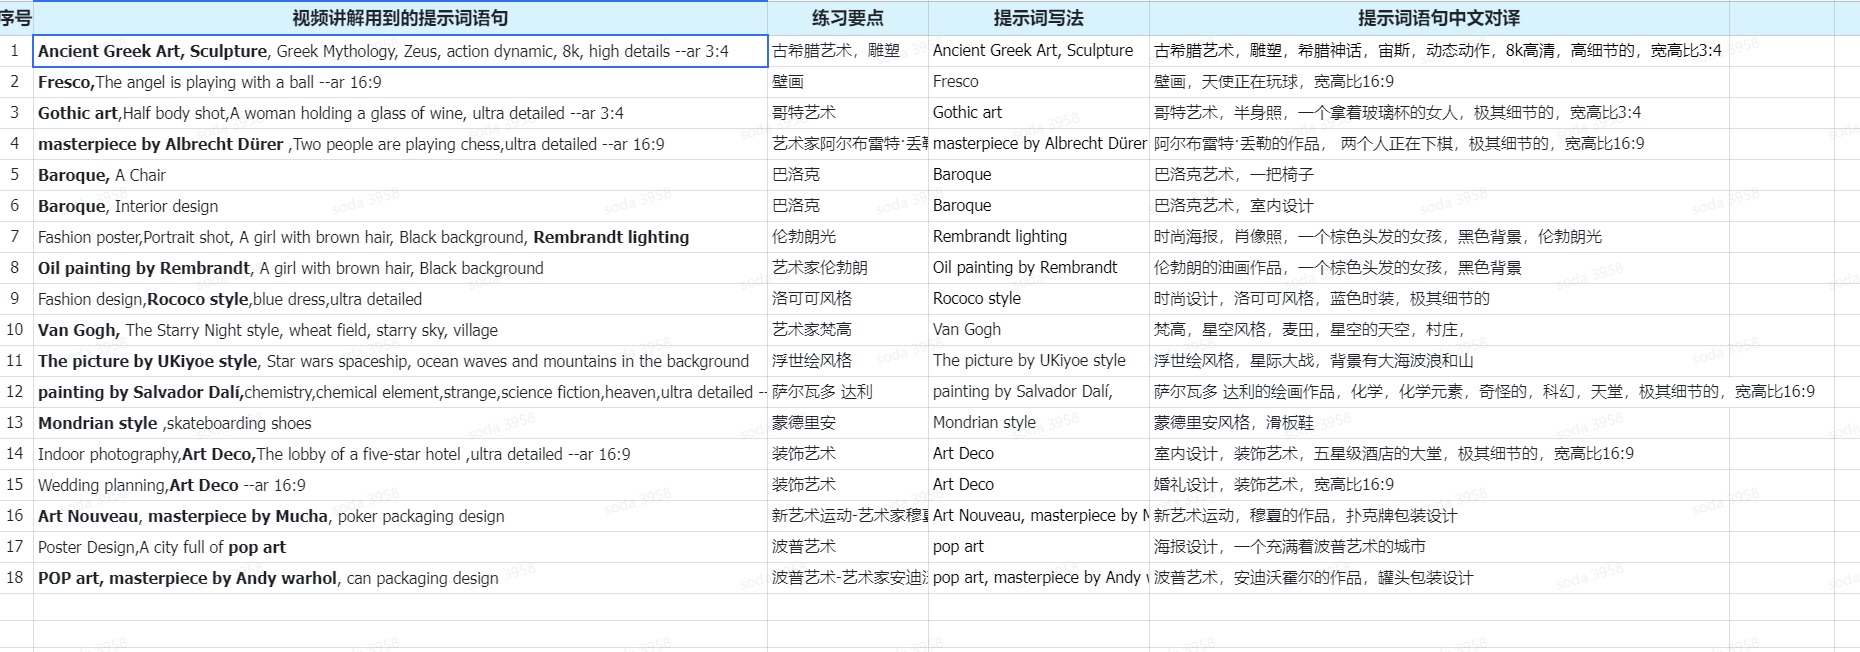 序号 视频讲解用到的提示词语句 练习要点 提示词写法 提示词语句中文对译
1 Ancient Greek Art, Sculpture, Greek Mythology, Zeus, action dynamic, 8k, high details --ar 3:4 古希腊艺术，雕塑 Ancient Greek Art, Sculpture 古希腊艺术，雕塑，希腊神话，宙斯，动态动作，8k高清，高细节的，宽高比3:4
2 Fresco,The angel is playing with a ball --ar 16:9 壁画 Fresco 壁画，天使正在玩球，宽高比16:9
3 Gothic art,Half body shot,A woman holding a glass of wine, ultra detailed --ar 3:4 哥特艺术 Gothic art 哥特艺术，半身照，一个拿着玻璃杯的女人，极其细节的，宽高比3:4
4 masterpiece by Albrecht Dürer ,Two people are playing chess,ultra detailed --ar 16:9 艺术家阿尔布雷特·丢 masterpiece by Albrecht Dürer 阿尔布雷特·丢勒的作品， 两个人正在下棋，极其细节的，宽高比16:9
5 Baroque, A Chair 巴洛克 Baroque 巴洛克艺术，一把椅子
6 Baroque, Interior design 巴洛克 Baroque 巴洛克艺术，室内设计
7 Fashion poster,Portrait shot, A girl with brown hair, Black background, Rembrandt lighting 伦勃朗光 Rembrandt lighting 时尚海报，肖像照，一个棕色头发的女孩，黑色背景，伦勃朗光
8 Oil painting by Rembrandt, A girl with brown hair, Black background 艺术家伦勃朗 Oil painting by Rembrandt 伦勃朗的油画作品，一个棕色头发的女孩，黑色背景
9 Fashion design,Rococo style,blue dress,ultra detailed 洛可可风格 Rococo style 时尚设计，洛可可风格，蓝色时装，极其细节的
10 Van Gogh, The Starry Night style, wheat field, starry sky, village 艺术家梵高 Van Gogh 梵高，星空风格，麦田，星空的天空，村庄，
11 The picture by UKiyoe style, Star wars spaceship, ocean waves and mountains in the background 浮世绘风格 The picture by UKiyoe style 浮世绘风格，星际大战，背景有大海波浪和山
12 painting by Salvador Dalí,chemistry,chemical element,strange,science fiction,heaven,ultra detailed -- 萨尔瓦多 达利 painting by Salvador Dalí, 萨尔瓦多 达利的绘画作品，化学，化学元素，奇怪的，科幻，天堂，极其细节的，宽高比16:9
13 Mondrian style ,skateboarding shoes 蒙德里安 Mondrian style 蒙德里安风格，滑板鞋
14 Indoor photography,Art Deco,The lobby of a five-star hotel ,ultra detailed --ar 16:9 装饰艺术 Art Deco 室内设计，装饰艺术，五星级酒店的大堂，极其细节的，宽高比16:9
15 Wedding planning,Art Deco --ar 16:9 装饰艺术 Art Deco 婚礼设计，装饰艺术，宽高比16:9
16 Art Nouveau, masterpiece by Mucha, poker packaging design 新艺术运动-艺术家穆夏 Art Nouveau, masterpiece by 新艺术运动，穆夏的作品，扑克牌包装设计
17 Poster Design,A city full of pop art 波普艺术 pop art 海报设计，一个充满着波普艺术的城市
18 POP art, masterpiece by Andy warhol, can packaging design 波普艺术-艺术家安迪 pop art, masterpiece by Andy 波普艺术，安迪沃霍尔的作品，罐头包装设计